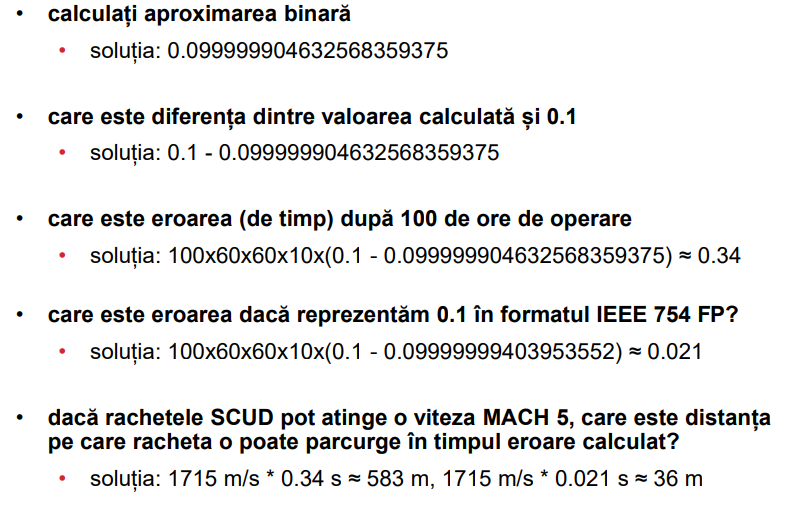 • calculați aproximarea binară
• soluția: 0.099999904632568359375
• care este diferența dintre valoarea calculată și 0.1
• soluția: 0.1 - 0.099999904632568359375
• care este eroarea (de timp) după 100 de ore de operare
• soluția: 100x60x60x10x(0.1 - 0.099999904632568359375) ≈ 0.34
• care este eroarea dacă reprezentăm 0.1 în formatul IEEE 754 FP?
• soluția: 100x60x60x10x(0.1 - 0.09999999403953552) ≈ 0.021
• dacă rachetele SCUD pot atinge o viteza MACH 5, care este distanța
pe care racheta o poate parcurge în timpul eroare calculat?
• soluția: 1715 m/s * 0.34 s ≈ 583 m, 1715 m/s * 0.021 s ≈ 36 m